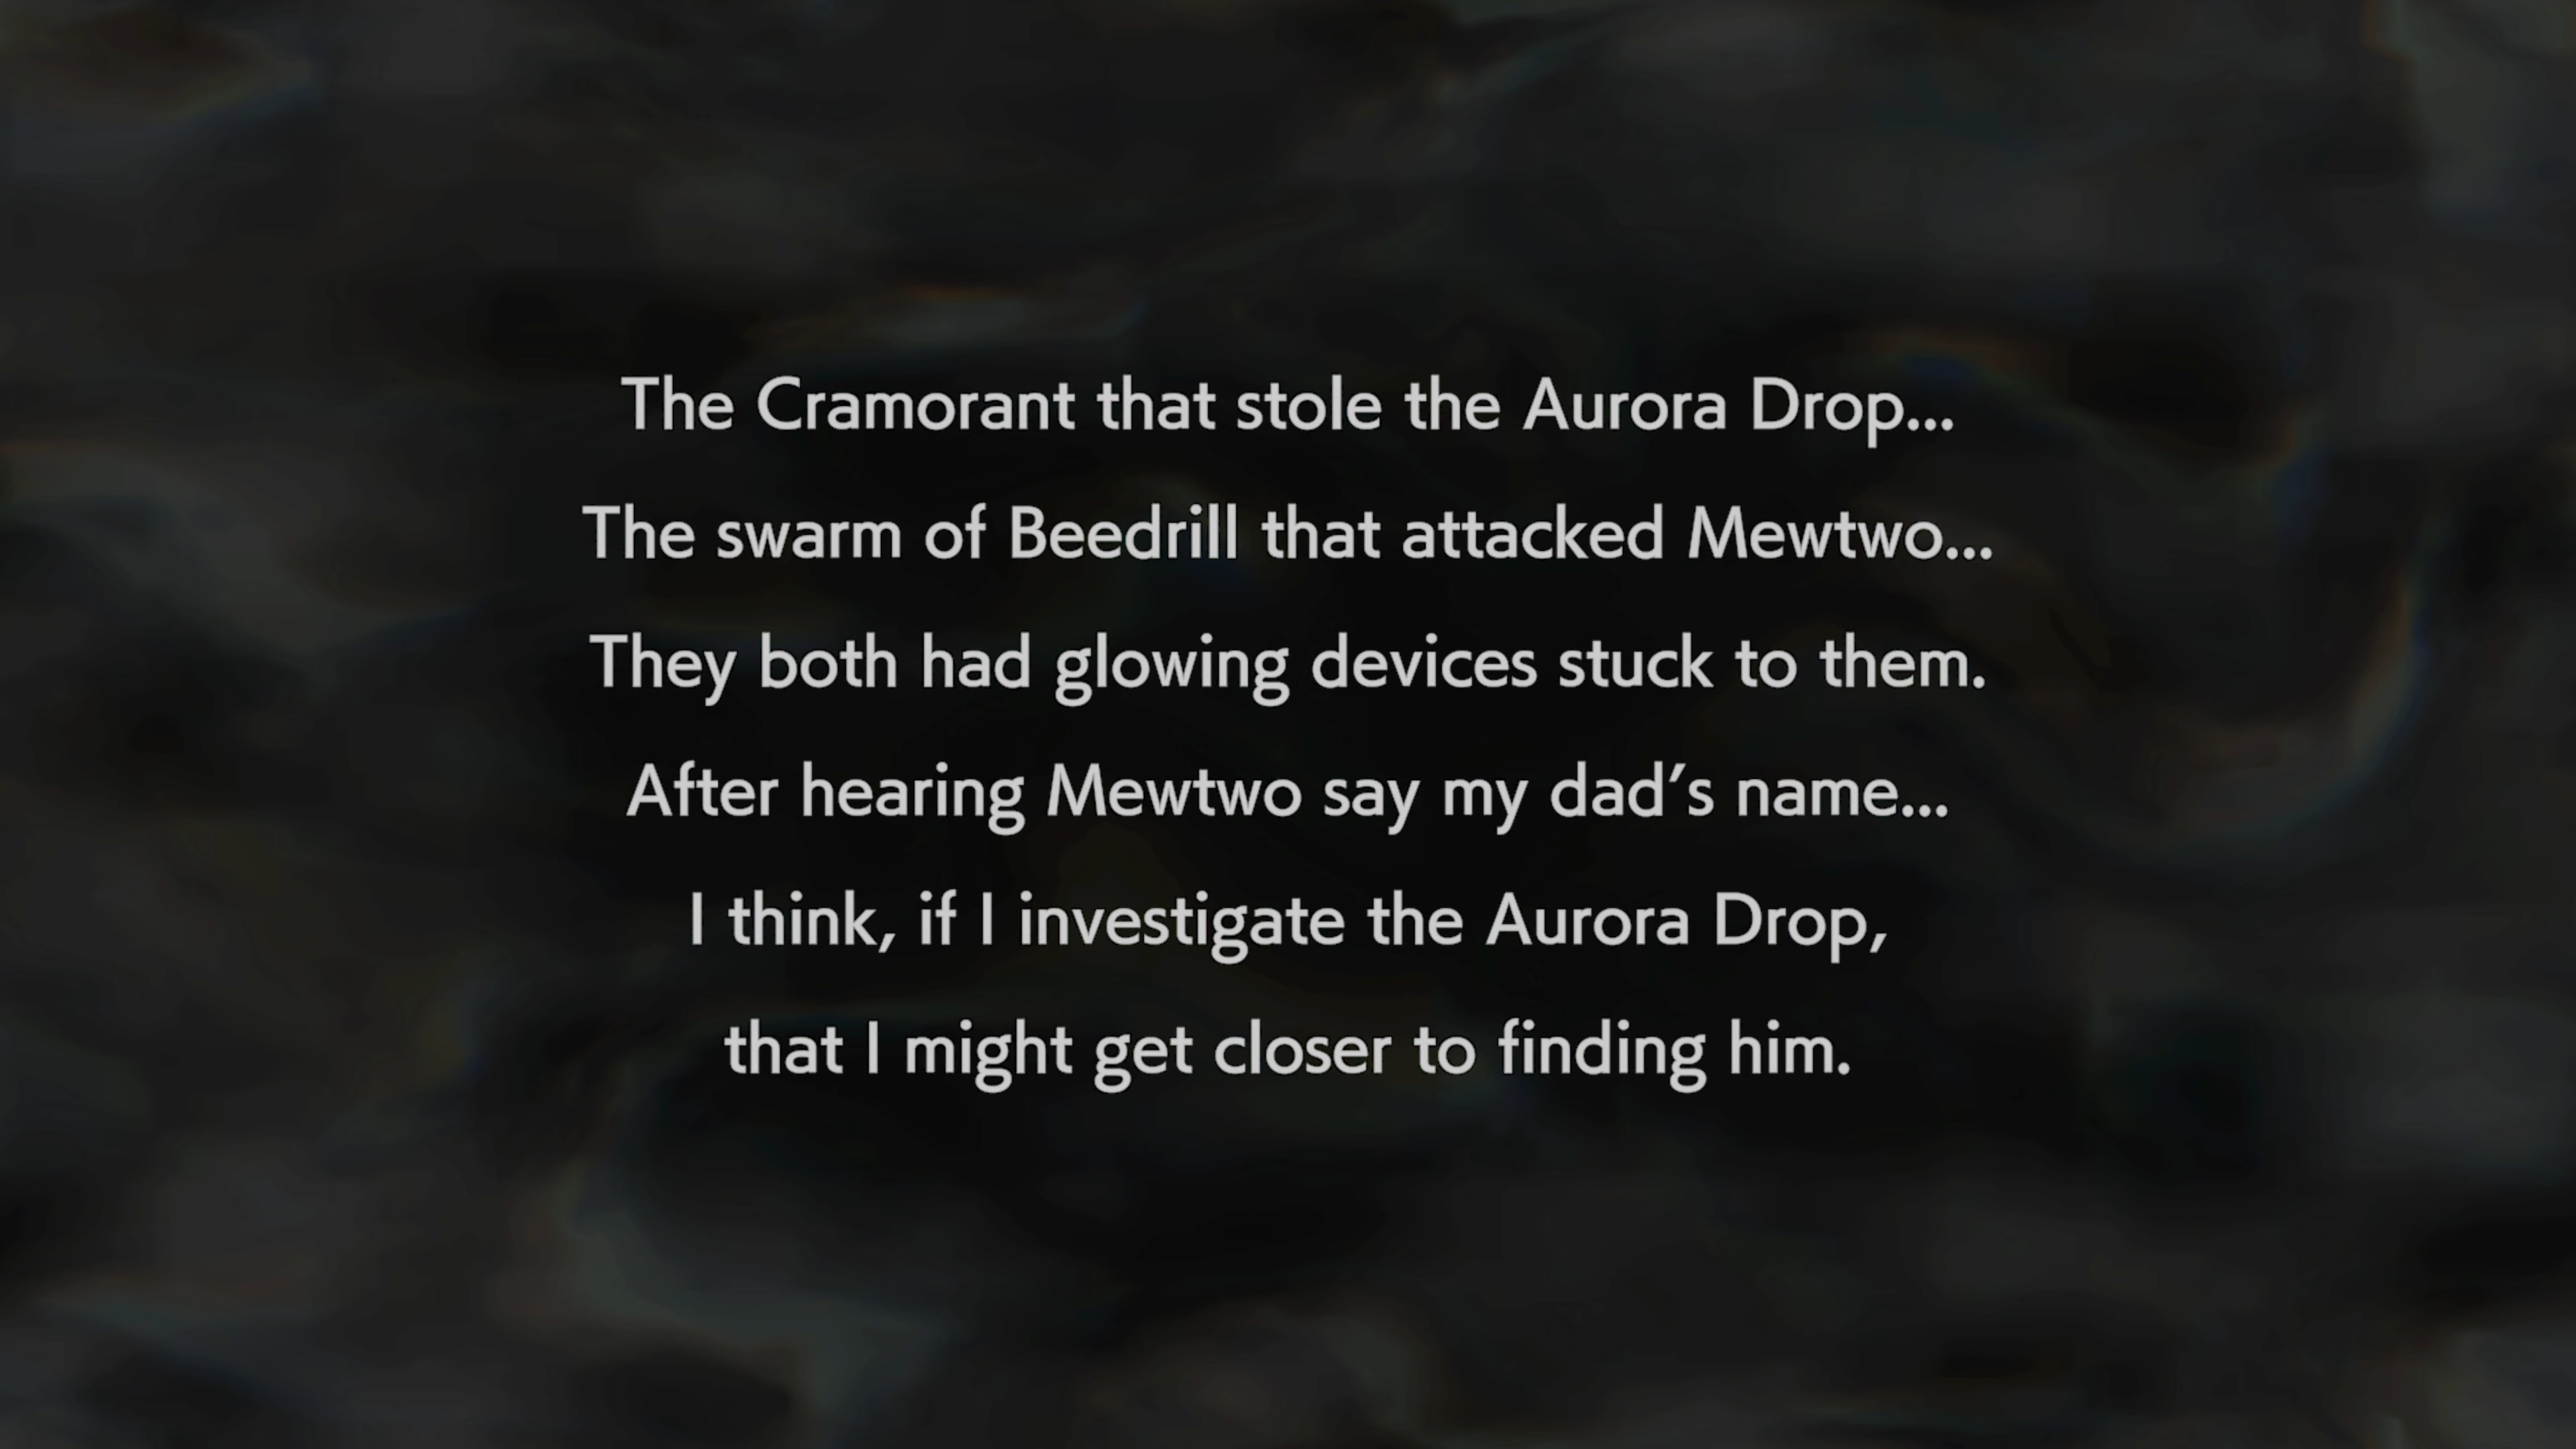 The Cramorant that stole the Aurora Drop...
The swarm of Beedrill that attacked Mewtwo...
They both had glowing devices stuck to them.
After hearing Mewtwo say my dad’s name...
I think, if I investigate the Aurora Drop,
that I might get closer to finding him.